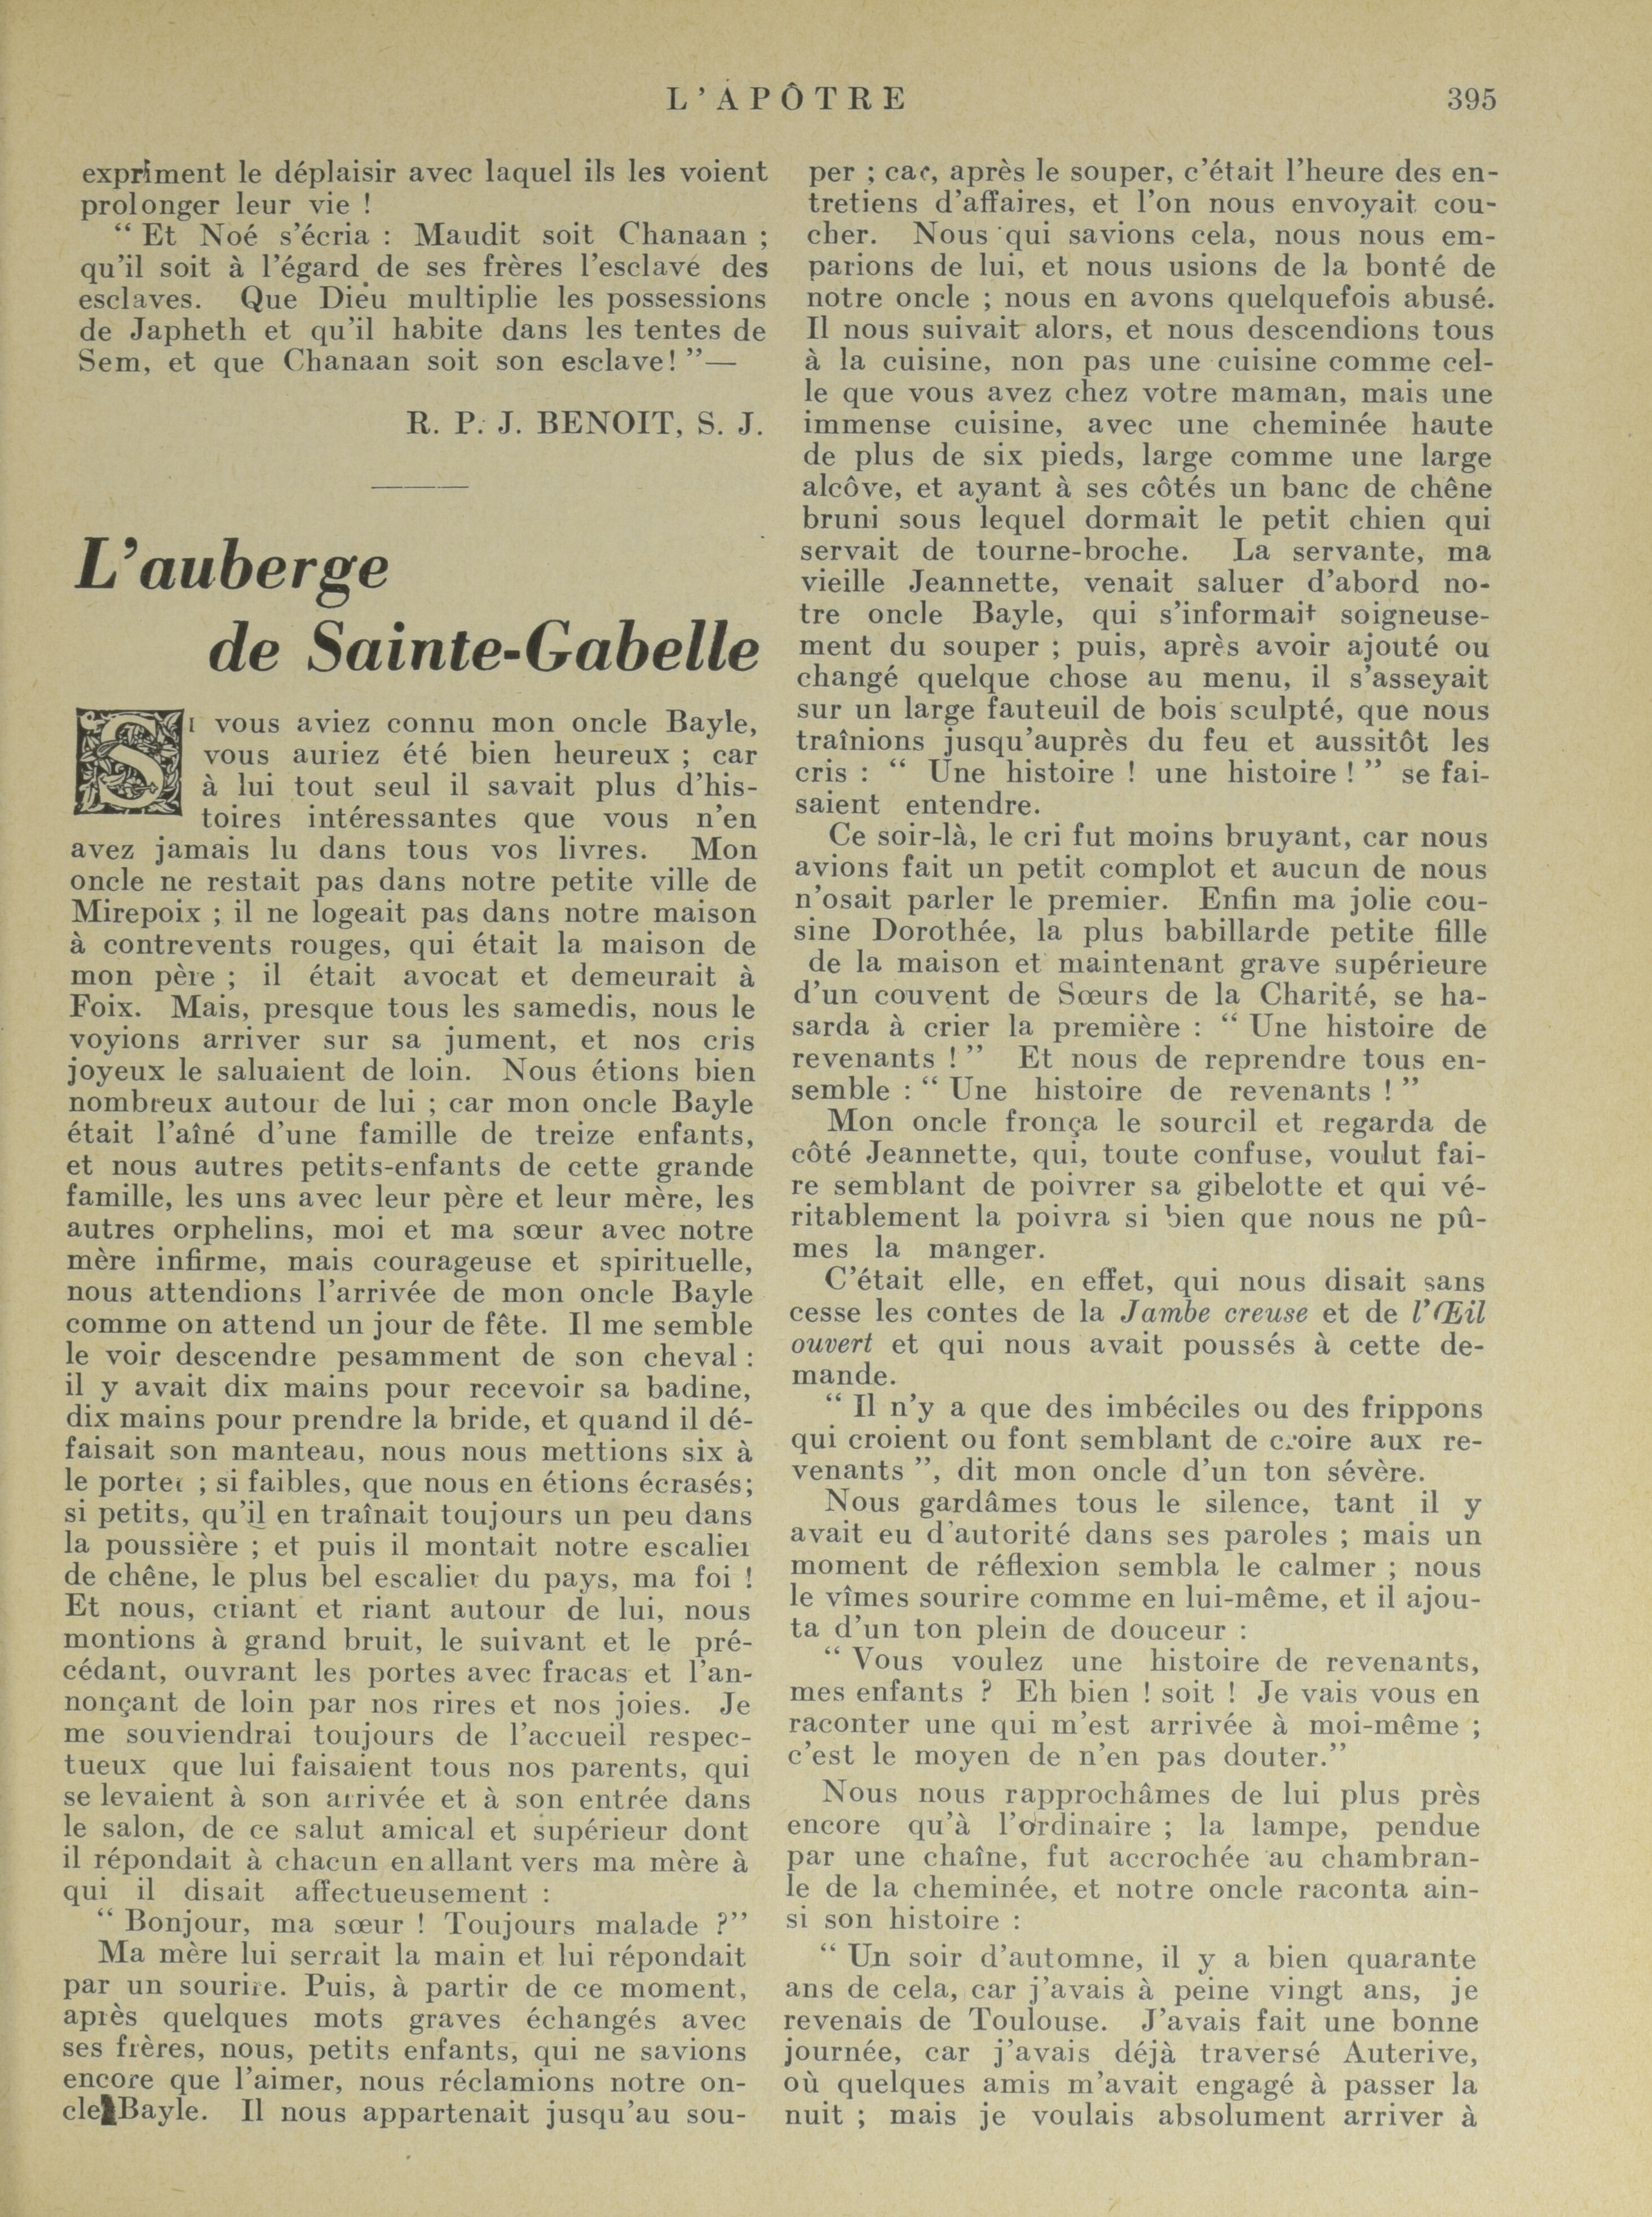 L'APÔTRE
395
expriment le déplaisir avec laquel ils les voient
prolonger leur vie !
“ Et Noé s'écria : Maudit soit Chanaan ;
qu'il soit à l'égard de ses frères l'esclave des
esclaves. Que Dieu multiplie les possessions
de Japheth et qu'il habite dans les tentes de
Sem, et que Chanaan soit son esclave! ”—
R. P. J. BENOIT, S. J.
L'auberge
de Sainte-Gabelle
SI vous aviez connu mon oncle Bayle,
vous auriez été bien heureux ; car
à lui tout seul il savait plus d'his-
toires intéressantes que vous n'en
avez jamais lu dans tous vos livres. Mon
oncle ne restait pas dans notre petite ville de
Mirepoix ; il ne logeait pas dans notre maison
à contrevents rouges, qui était la maison de
mon père ; il était avocat et demeurait à
Foix. Mais, presque tous les samedis, nous le
voyions arriver sur sa jument, et nos cris
joyeux le saluaient de loin. Nous étions bien
nombreux autour de lui ; car mon oncle Bayle
était l'aîné d'une famille de treize enfants,
et nous autres petits-enfants de cette grande
famille, les uns avec leur père et leur mère, les
autres orphelins, moi et ma sœur avec notre
mère infirme, mais courageuse et spirituelle,
nous attendions l'arrivée de mon oncle Bayle
comme on attend un jour de fête. Il me semble
le voir descendre pesamment de son cheval :
il y avait dix mains pour recevoir sa badine,
dix mains pour prendre la bride, et quand il dé-
faisait son manteau, nous nous mettions six à
le porter ; si faibles, que nous en étions écrasés;
si petits, qu'il en traînait toujours un peu dans
la poussière ; et puis il montait notre escalier
de chêne, le plus bel escalier du pays, ma foi !
Et nous, criant et riant autour de lui, nous
montions à grand bruit, le suivant et le pré-
cédant, ouvrant les portes avec fracas et l'an-
nonçant de loin par nos rires et nos joies. Je
me souviendrai toujours de l'accueil respec-
tueux que lui faisaient tous nos parents, qui
se levaient à son arrivée et à son entrée dans
le salon, de ce salut amical et supérieur dont
il répondait à chacun en allant vers ma mère à
qui il disait affectueusement :
“ Bonjour, ma sœur ! Toujours malade ?”
Ma mère lui serrait la main et lui répondait
par un sourire. Puis, à partir de ce moment,
après quelques mots graves échangés avec
ses frères, nous, petits enfants, qui ne savions
encore que l'aimer, nous réclamions notre on-
cle Bayle. Il nous appartenait jusqu'au sou-
per ; car, après le souper, c'était l'heure des en-
tretiens d'affaires, et l'on nous envoyait cou-
cher. Nous qui savions cela, nous nous em-
parions de lui, et nous usions de la bonté de
notre oncle ; nous en avons quelquefois abusé.
Il nous suivait alors, et nous descendions tous
à la cuisine, non pas une cuisine comme cel-
le que vous avez chez votre maman, mais une
immense cuisine, avec une cheminée haute
de plus de six pieds, large comme une large
alcôve, et ayant à ses côtés un banc de chêne
bruni sous lequel dormait le petit chien qui
servait de tourne-broche. La servante, ma
vieille Jeannette, venait saluer d'abord no-
tre oncle Bayle, qui s'informait soigneuse-
ment du souper ; puis, après avoir ajouté ou
changé quelque chose au menu, il s'asseyait
sur un large fauteuil de bois sculpté, que nous
traînions jusqu'auprès du feu et aussitôt les
cris : “ Une histoire ! une histoire ! ” se fai-
saient entendre.
Ce soir-là, le cri fut moins bruyant, car nous
avions fait un petit complot et aucun de nous
n'osait parler le premier. Enfin ma jolie cou-
sine Dorothée, la plus babillarde petite fille
de la maison et maintenant grave supérieure
d'un couvent de Sœurs de la Charité, se ha-
sarda à crier la première : “ Une histoire de
revenants ! ” Et nous de reprendre tous en-
semble : “ Une histoire de revenants ! ”
Mon oncle fronça le sourcil et regarda de
côté Jeannette, qui, toute confuse, voulut fai-
re semblant de poivrer sa gibelotte et qui vé-
ritablement la poivra si bien que nous ne pû-
mes la manger.
C'était elle, en effet, qui nous disait sans
cesse les contes de la Jambe creuse et de l'Œil
ouvert et qui nous avait poussés à cette de-
mande.
“ Il n'y a que des imbéciles ou des frippons
qui croient ou font semblant de croire aux re-
venants ”, dit mon oncle d'un ton sévère.
Nous gardâmes tous le silence, tant il y
avait eu d'autorité dans ses paroles ; mais un
moment de réflexion sembla le calmer ; nous
le vîmes sourire comme en lui-même, et il ajou-
ta d'un ton plein de douceur :
“ Vous voulez une histoire de revenants,
mes enfants ? Eh bien ! soit ! Je vais vous en
raconter une qui m'est arrivée à moi-même ;
c'est le moyen de n'en pas douter.”
Nous nous rapprochâmes de lui plus près
encore qu'à l'ordinaire ; la lampe, pendue
par une chaîne, fut accrochée au chambran-
le de la cheminée, et notre oncle raconta ain-
si son histoire :
“ Un soir d'automne, il y a bien quarante
ans de cela, car j'avais à peine vingt ans, je
revenais de Toulouse. J'avais fait une bonne
journée, car j'avais déjà traversé Auterive,
où quelques amis m'avait engagé à passer la
nuit ; mais je voulais absolument arriver à